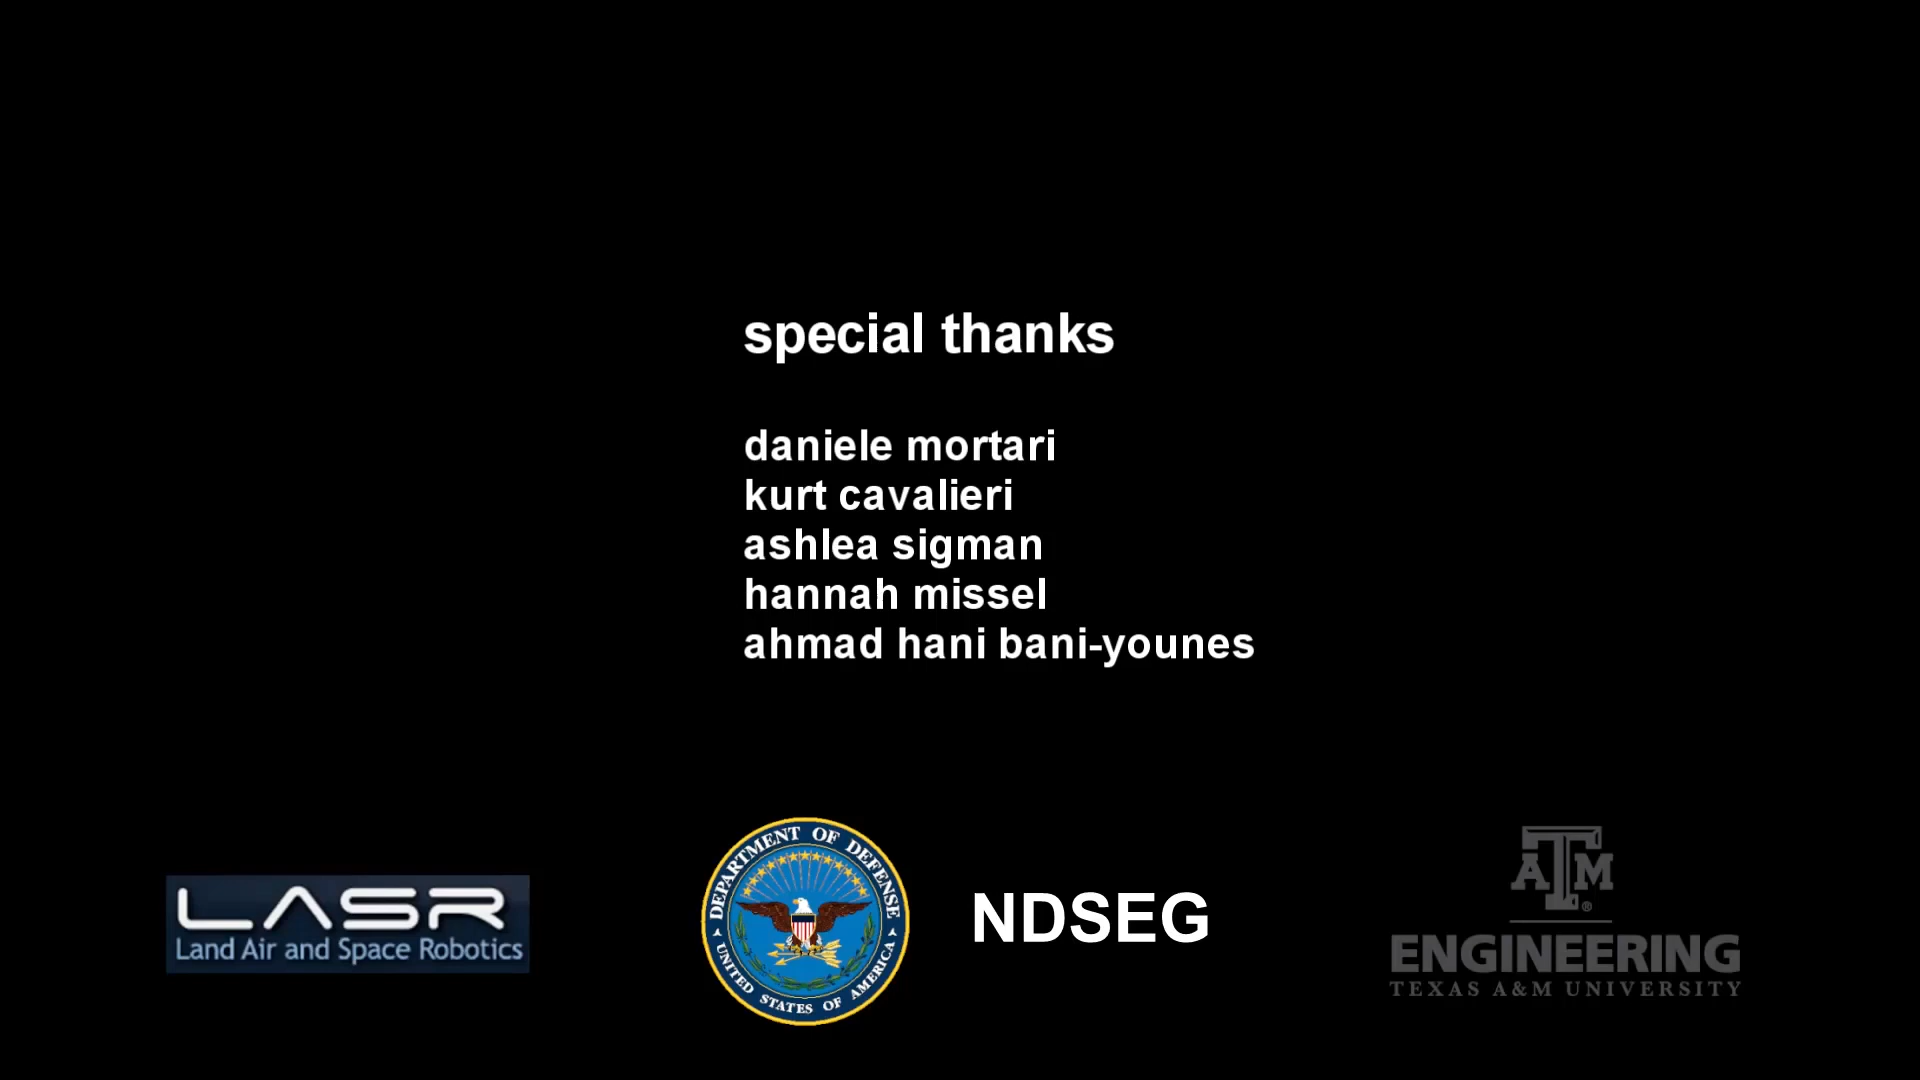 special thanks
daniele mortari
kurt cavalieri
ashlea sigman
hannah missel
ahmad hani bani-younes
LASR
Land Air and Space Robotics
DEPARTMENT OF DEFENSE
UNITED STATES OF AMERICA
NDSEG
ATM®
ENGINEERING
TEXAS A&M UNIVERSITY